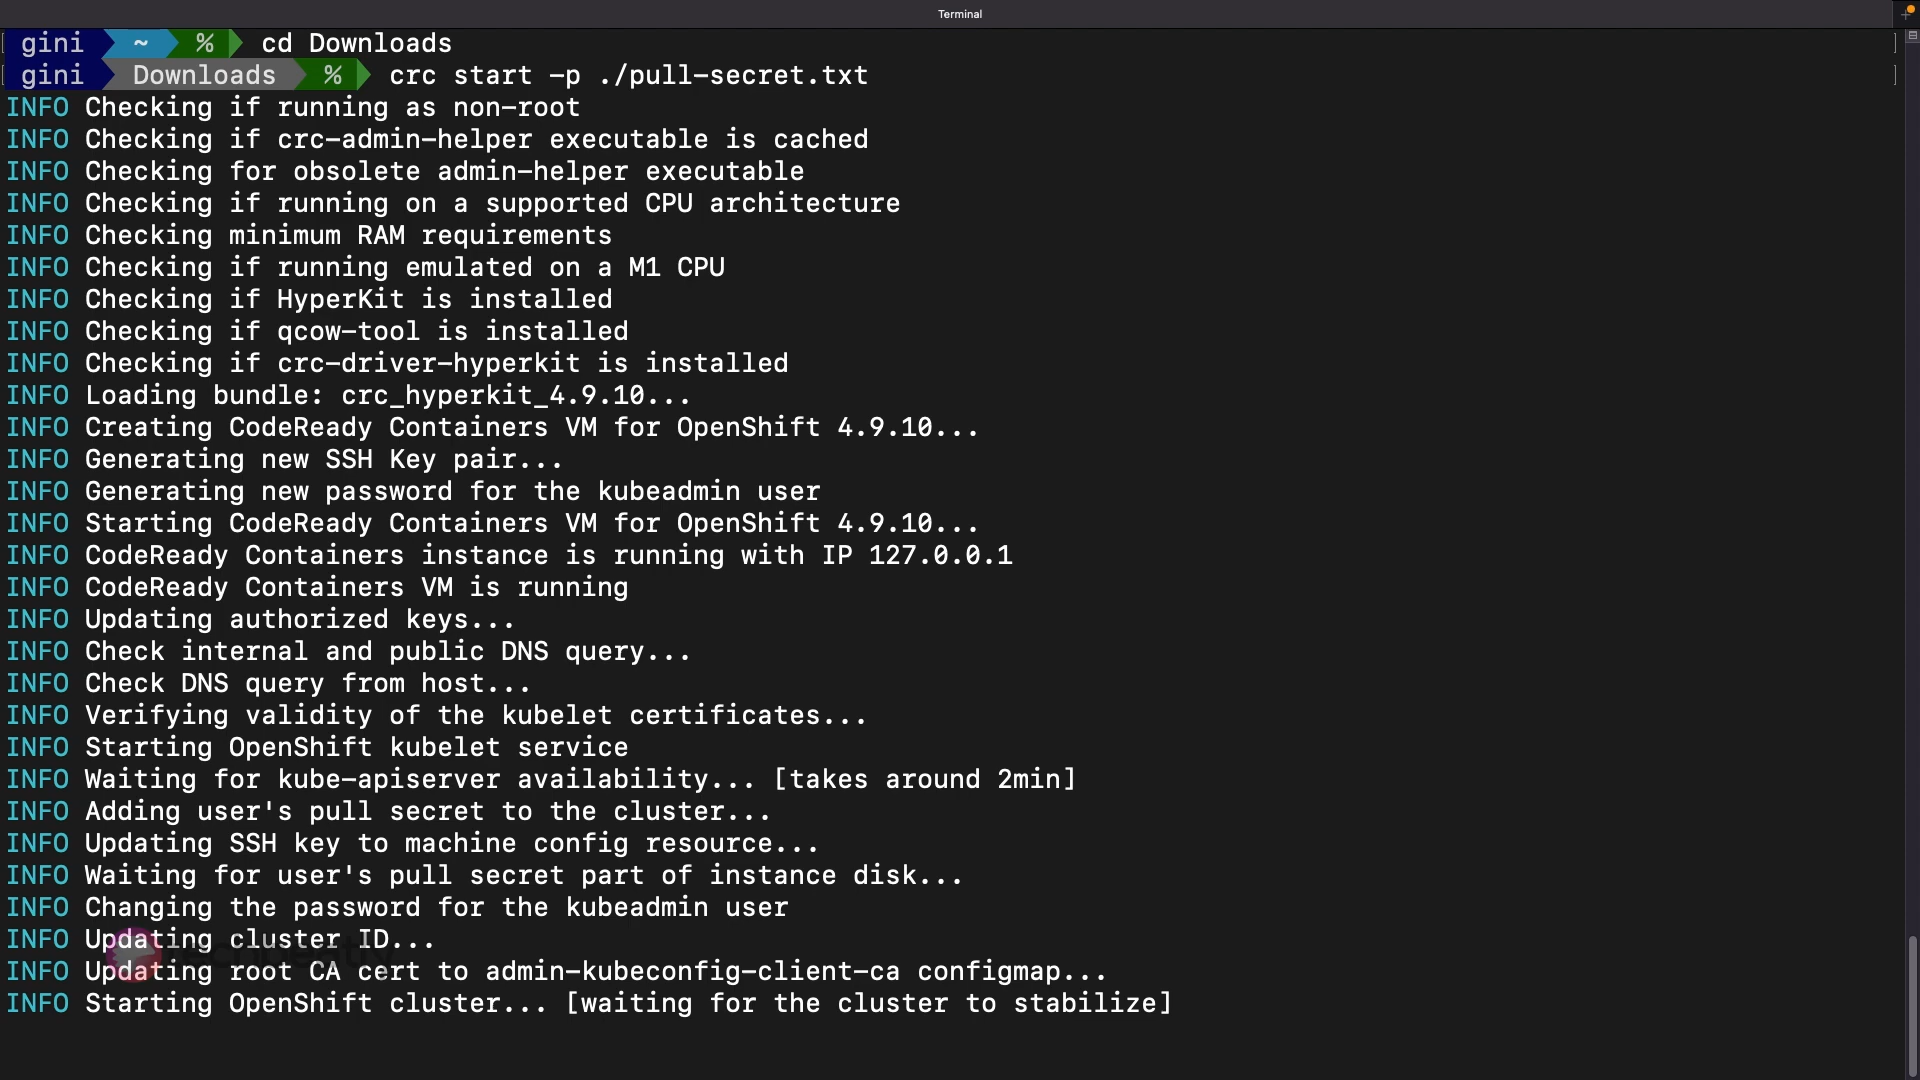 Terminal
gini ~ % cd Downloads
gini Downloads % crc start -p ./pull-secret.txt
INFO Checking if running as non-root
INFO Checking if crc-admin-helper executable is cached
INFO Checking for obsolete admin-helper executable
INFO Checking if running on a supported CPU architecture
INFO Checking minimum RAM requirements
INFO Checking if running emulated on a M1 CPU
INFO Checking if HyperKit is installed
INFO Checking if qcow-tool is installed
INFO Checking if crc-driver-hyperkit is installed
INFO Loading bundle: crc_hyperkit_4.9.10...
INFO Creating CodeReady Containers VM for OpenShift 4.9.10...
INFO Generating new SSH Key pair...
INFO Generating new password for the kubeadmin user
INFO Starting CodeReady Containers VM for OpenShift 4.9.10...
INFO CodeReady Containers instance is running with IP 127.0.0.1
INFO CodeReady Containers VM is running
INFO Updating authorized keys...
INFO Check internal and public DNS query...
INFO Check DNS query from host...
INFO Verifying validity of the kubelet certificates...
INFO Starting OpenShift kubelet service
INFO Waiting for kube-apiserver availability... [takes around 2min]
INFO Adding user's pull secret to the cluster...
INFO Updating SSH key to machine config resource...
INFO Waiting for user's pull secret part of instance disk...
INFO Changing the password for the kubeadmin user
INFO Updating cluster ID...
INFO Updating root CA cert to admin-kubeconfig-client-ca configmap...
INFO Starting OpenShift cluster... [waiting for the cluster to stabilize]